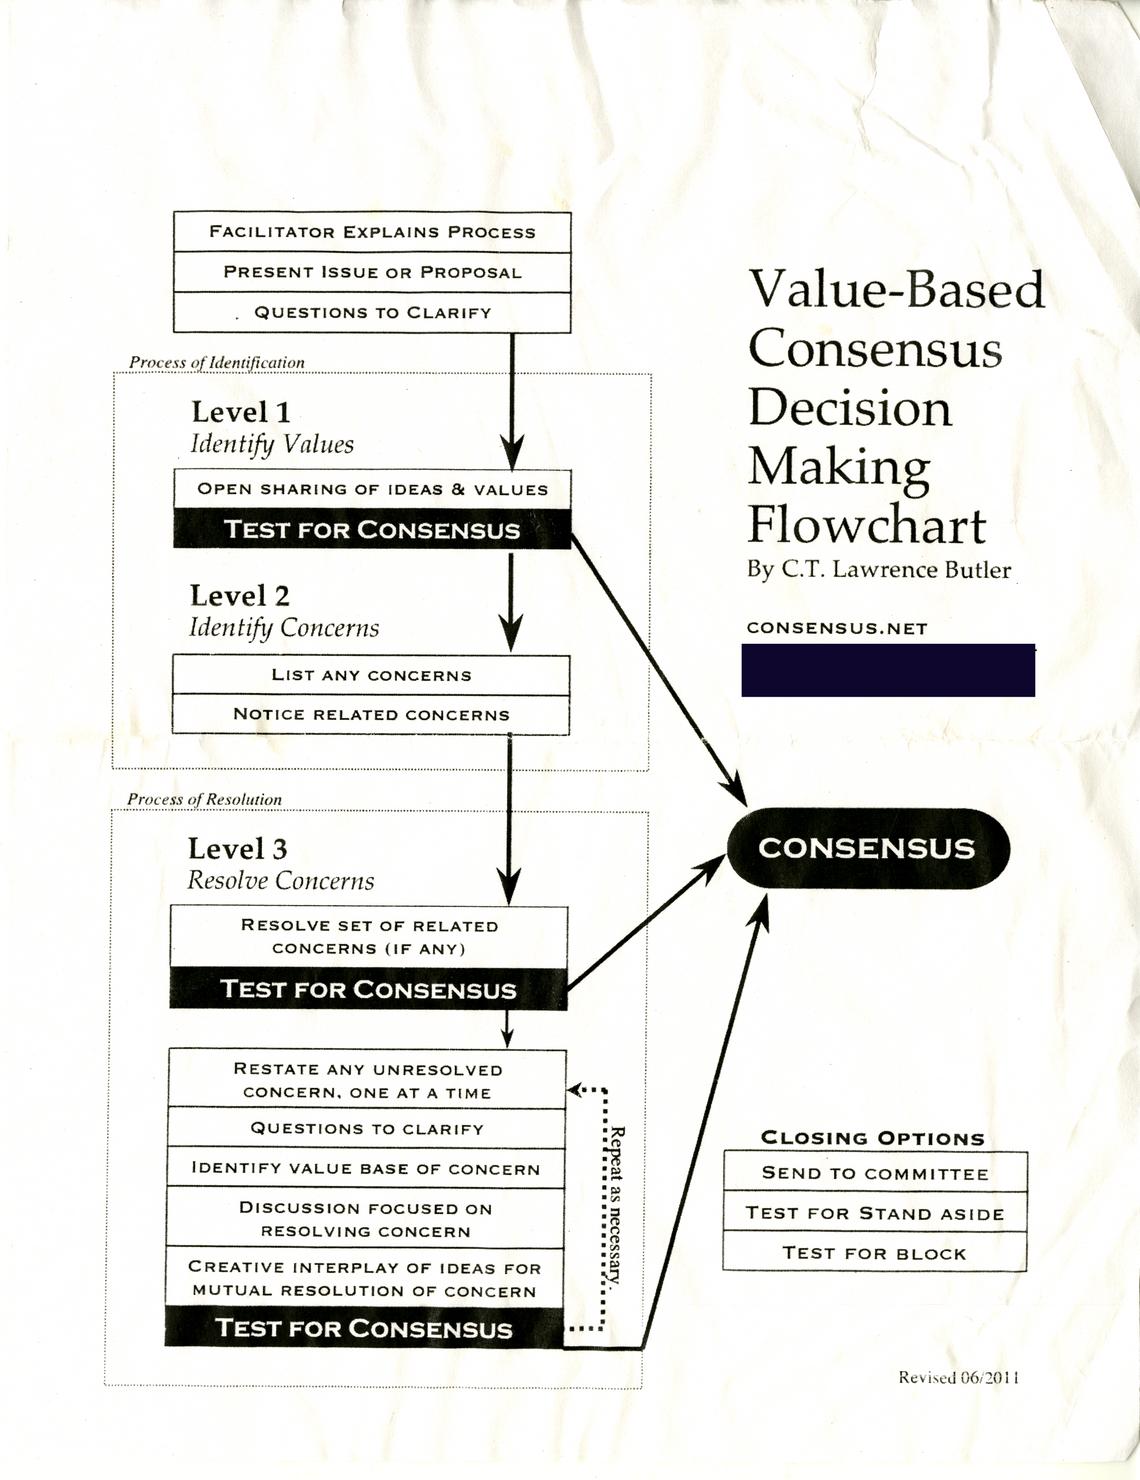 FACILITATOR EXPLAINS PROCESS
PRESENT ISSUE OR PROPOSAL
QUESTIONS TO CLARIFY
Process of Identification
Level 1
Identify Values
OPEN SHARING OF IDEAS & VALUES
TEST FOR CONSENSUS
Level 2
Identify Concerns
LIST ANY CONCERNS
NOTICE RELATED CONCERNS
Process of Resolution
Level 3
Resolve Concerns
RESOLVE SET OF RELATED
CONCERNS (IF ANY)
TEST FOR CONSENSUS
RESTATE ANY UNRESOLVED
CONCERN, ONE AT A TIME
QUESTIONS TO CLARIFY
IDENTIFY VALUE BASE OF CONCERN
DISCUSSION FOCUSED ON
RESOLVING CONCERN
CREATIVE INTERPLAY OF IDEAS FOR
MUTUAL RESOLUTION OF CONCERN
TEST FOR CONSENSUS
Repeat as necessary.
Value-Based
Consensus
Decision
Making
Flowchart
By C.T. Lawrence Butler
CONSENSUS.NET
CONSENSUS
CLOSING OPTIONS
SEND TO COMMITTEE
TEST FOR STAND ASIDE
TEST FOR BLOCK
Revised 06/2011